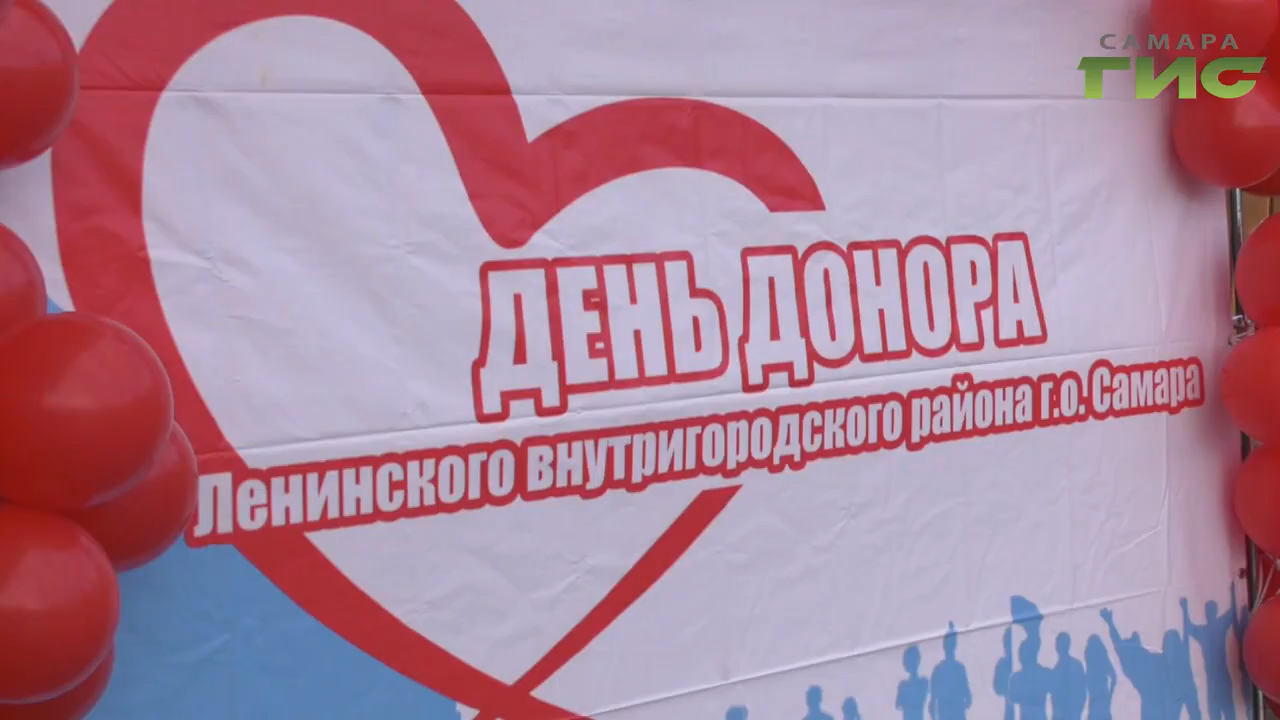 САМАРА
ГИС
ДЕНЬ ДОНОРА
Ленинского внутригородского района г.о. Самара